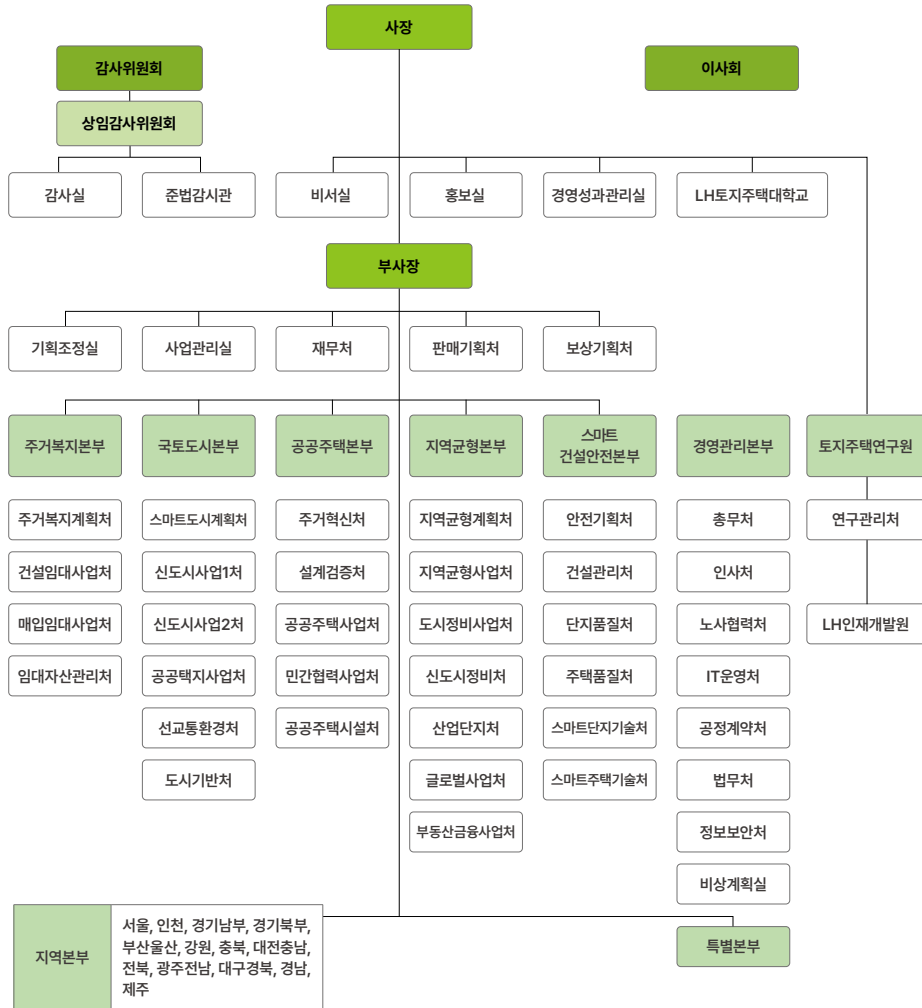 사장
감사위원회
이사회
상임감사위원회
감사실
준법감시관
비서실
홍보실
경영성과관리실
LH토지주택대학교
부사장
기획조정실
사업관리실
재무처
판매기획처
보상기획처
주거복지본부
국토도시본부
공공주택본부
지역균형본부
스마트
건설안전본부
경영관리본부
토지주택연구원
주거복지계획처
스마트도시계획처
주거혁신처
지역균형계획처
안전기획처
총무처
연구관리처
건설임대사업처
신도시사업1처
설계검증처
지역균형사업처
건설관리처
인사처
매입임대사업처
신도시사업2처
공공주택사업처
도시정비사업처
단지품질처
노사협력처
LH인재개발원
임대자산관리처
공공택지사업처
민간협력사업처
신도시정비처
주택품질처
IT운영처
선교통환경처
공공주택시설처
산업단지처
스마트단지기술처
공정계약처
도시기반처
글로벌사업처
스마트주택기술처
법무처
부동산금융사업처
정보보안처
비상계획실
지역본부
서울, 인천, 경기남부, 경기북부,
부산울산, 강원, 충북, 대전충남,
전북, 광주전남, 대구경북, 경남,
제주
특별본부